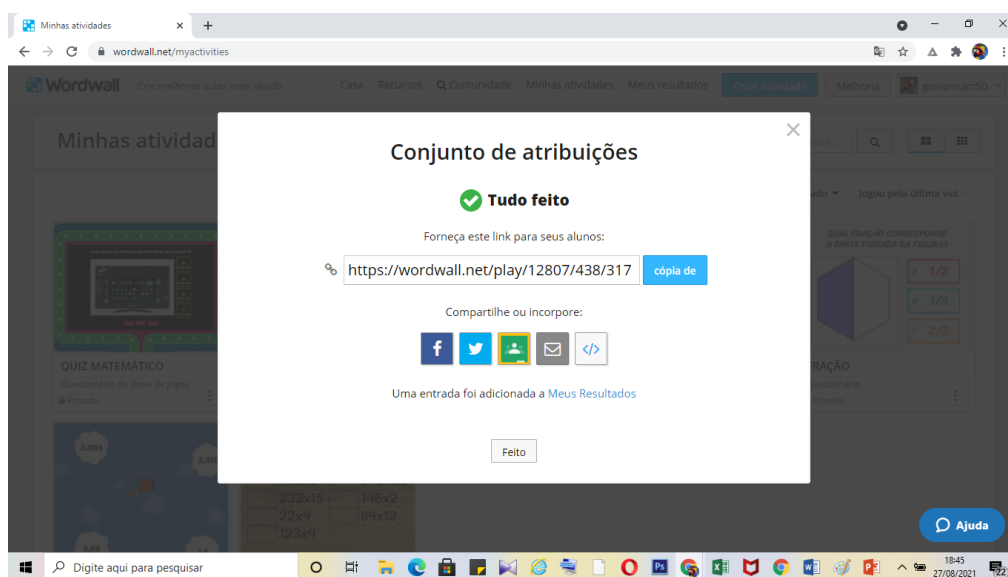 Minhas atividades
wordwall.net/myactivities
Wordwall Crie melhores aulas mais rápido Casa Recursos Comunidade Minhas atividades Meus resultados Criar atividade Melhoria giovannarc50
Minhas atividad
Conjunto de atribuições
Tudo feito
Forneça este link para seus alunos:
https://wordwall.net/play/12807/438/317 cópia de
Compartilhe ou incorpore:
Uma entrada foi adicionada a Meus Resultados
Feito
Jogou pela última vez
QUAL FRAÇÃO CORRESPONDE
À PARTE PINTADA DA FIGURA?
1/2
1/3
2/2
QUIZ MATEMÁTICO
Questionário de show de jogos
Privado
RAÇÃO
Questionário
Privado
2,005
233x15 146x2
22x4 84x12
123x4
Ajuda
Digite aqui para pesquisar
18:45
27/08/2021
22